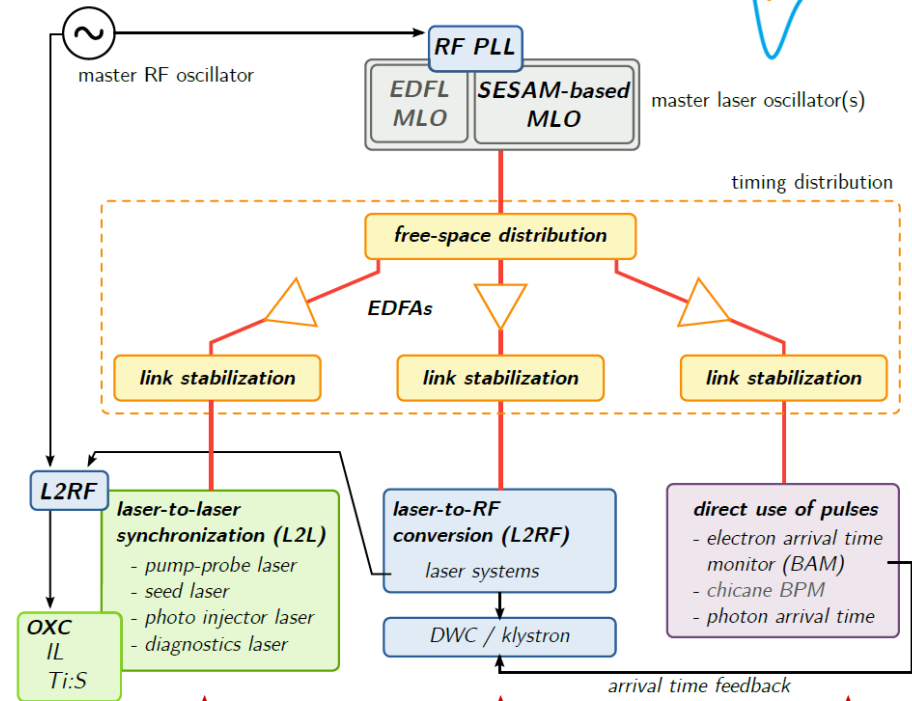 master RF oscillator
RF PLL
EDFL
MLO
SESAM-based
MLO
master laser oscillator(s)
timing distribution
free-space distribution
EDFAs
link stabilization
link stabilization
link stabilization
L2RF
laser-to-laser
synchronization (L2L)
- pump-probe laser
- seed laser
- photo injector laser
- diagnostics laser
OXC
IL
Ti:S
laser-to-RF
conversion (L2RF)
laser systems
DWC / klystron
direct use of pulses
- electron arrival time
monitor (BAM)
- chicane BPM
- photon arrival time
arrival time feedback